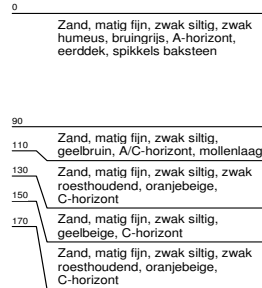 0
Zand, matig fijn, zwak siltig, zwak
humeus, bruingrijs, A-horizont,
eerddek, spikkels baksteen
90
Zand, matig fijn, zwak siltig,
geelbruin, A/C-horizont, mollenlaag
110
Zand, matig fijn, zwak siltig, zwak
roesthoudend, oranjebeige,
C-horizont
130
Zand, matig fijn, zwak siltig,
geelbeige, C-horizont
150
Zand, matig fijn, zwak siltig, zwak
roesthoudend, oranjebeige,
C-horizont
170